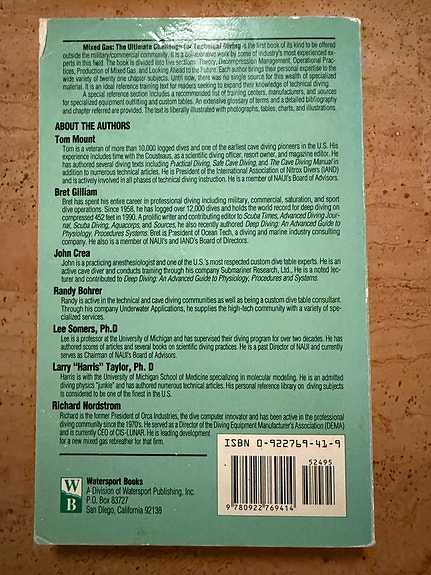 Mixed Gas: The Ultimate Challenge for Technical Diving is the first book of its kind to be offered
outside the military/commercial community. It is a collaborative work by some of industry's most experienced ex-
perts in this field. The book is divided into five sections: Theory, Decompression Management, Operational Prac-
tices, Production of Mixed Gas, and Looking Ahead to the Future. Each author brings their personal expertise to the
wide variety of twenty one chapter subjects. Until now, there was no single source for this wealth of specialized
material. It is an ideal reference training text for readers seeking to expand their knowledge of technical diving.
A special reference section includes a recommended list of training centers, manufacturers, and sources
for specialized equipment outfitting and custom tables. An extensive glossary of terms and a detailed bibliography
and chapter referred are provided. The text is liberally illustrated with photographs, tables, charts, and illustrations.
ABOUT THE AUTHORS
Tom Mount
Tom is a veteran of more than 10,000 logged dives and one of the earliest cave diving pioneers in the U.S. His
experience includes time with the Cousteaus, as a scientific diving officer, resort owner, and magazine editor. He
has authored several diving texts including Practical Diving, Safe Cave Diving, and The Cave Diving Manual in
addition to numerous technical articles. He is President of the International Association of Nitrox Divers (IAND)
and is actively involved in all phases of technical diving instruction. He is a member of NAUI's Board of Advisors.
Bret Gilliam
Bret has spent his entire career in professional diving including military, commercial, saturation, and sport
dive operations. Since 1958, he has logged over 12,000 dives and holds the world record for deep diving on
compressed 452 feet in 1990. A prolific writer and contributing editor to Scuba Times, Advanced Diving Jour-
nal, Scuba Diving, Aquacorps, and Sources, he also recently authored Deep Diving: An Advanced Guide to
Physiology, Procedures Systems. Bret is President of Ocean Tech, a diving and marine industry consulting
company. He also is a member of NAUI's and IAND's Board of Directors.
John Crea
John is a practicing anesthesiologist and one of the U.S.'s most respected custom dive table experts. He is an
active cave diver and conducts training through his company Submariner Research, Ltd., He is a noted lec-
turer and contributed to Deep Diving: An Advanced Guide to Physiology, Procedures and Systems.
Randy Bohrer
Randy is active in the technical and cave diving communities as well as being a custom dive table consultant.
Through his company Underwater Applications, he supplies the high-tech community with a variety of spe-
cialized services.
Lee Somers, Ph.D
Lee is a professor at the University of Michigan and has supervised their diving program for over two decades. He has
authored scores of articles and several books on scientific diving practices. He is a past Director of NAUI and currently
serves as Chairman of NAUI's Board of Advisors.
Larry "Harris" Taylor, Ph. D
Harris is with the University of Michigan School of Medicine specializing in molecular modeling. He is an admitted
diving physics "junkie" and has authored numerous technical articles. His personal reference library on diving subjects
is considered to be one of the finest in the U.S.
Richard Nordstrom
Richard is the former President of Orca Industries, the dive computer innovator and has been active in the professional
diving community since the 1970's. He served as a Director of the Diving Equipment Manufacturer's Association (DEMA)
and is currently CEO of CIS-LUNAR. He is leading development
for a new mixed gas rebreather for that firm.
ISBN 0-922769-41-9
52495
9 780922 769414
W
B
Watersport Books
A Division of Watersport Publishing, Inc.
P.O. Box 83727
San Diego, California 92138